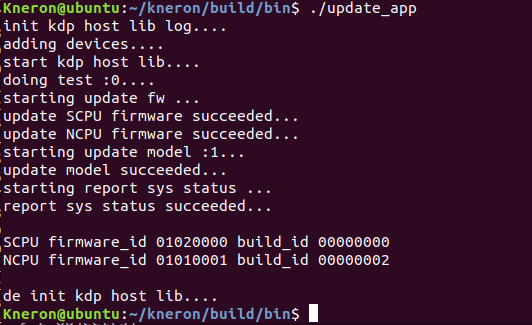 Kneron@ubuntu:~/kneron/build/bin$ ./update_app
init kdp host lib log....
adding devices....
start kdp host lib....
doing test :0....
starting update fw ...
update SCPU firmware succeeded...
update NCPU firmware succeeded...
starting update model :1...
update model succeeded...
starting report sys status ...
report sys status succeeded...
SCPU firmware_id 01020000 build_id 00000000
NCPU firmware_id 01010001 build_id 00000002
de init kdp host lib....
Kneron@ubuntu:~/kneron/build/bin$